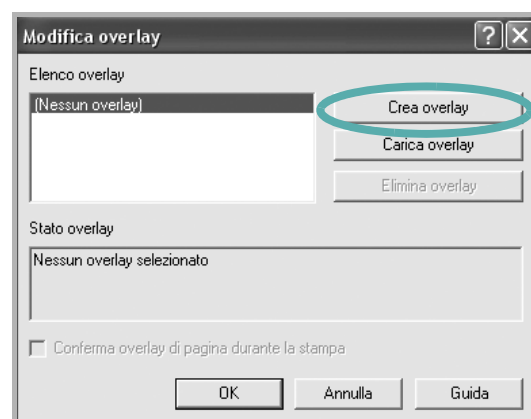 Modifica overlay
Elenco overlay
(Nessun overlay)
Crea overlay
Carica overlay
Elimina overlay
Stato overlay
Nessun overlay selezionato
Conferma overlay di pagina durante la stampa
OK
Annulla
Guida